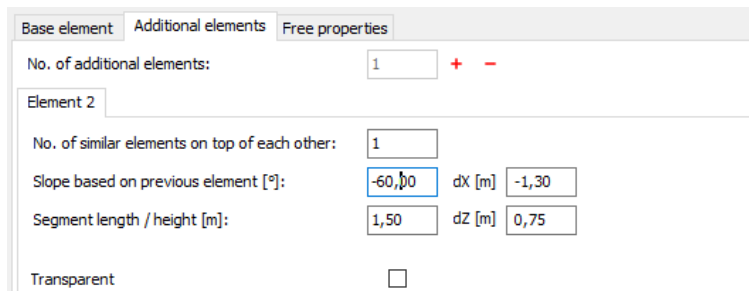 Base element Additional elements Free properties
No. of additional elements: 1 + −
Element 2
No. of similar elements on top of each other: 1
Slope based on previous element [°]: -60,00 dX [m] -1,30
Segment length / height [m]: 1,50 dZ [m] 0,75
Transparent